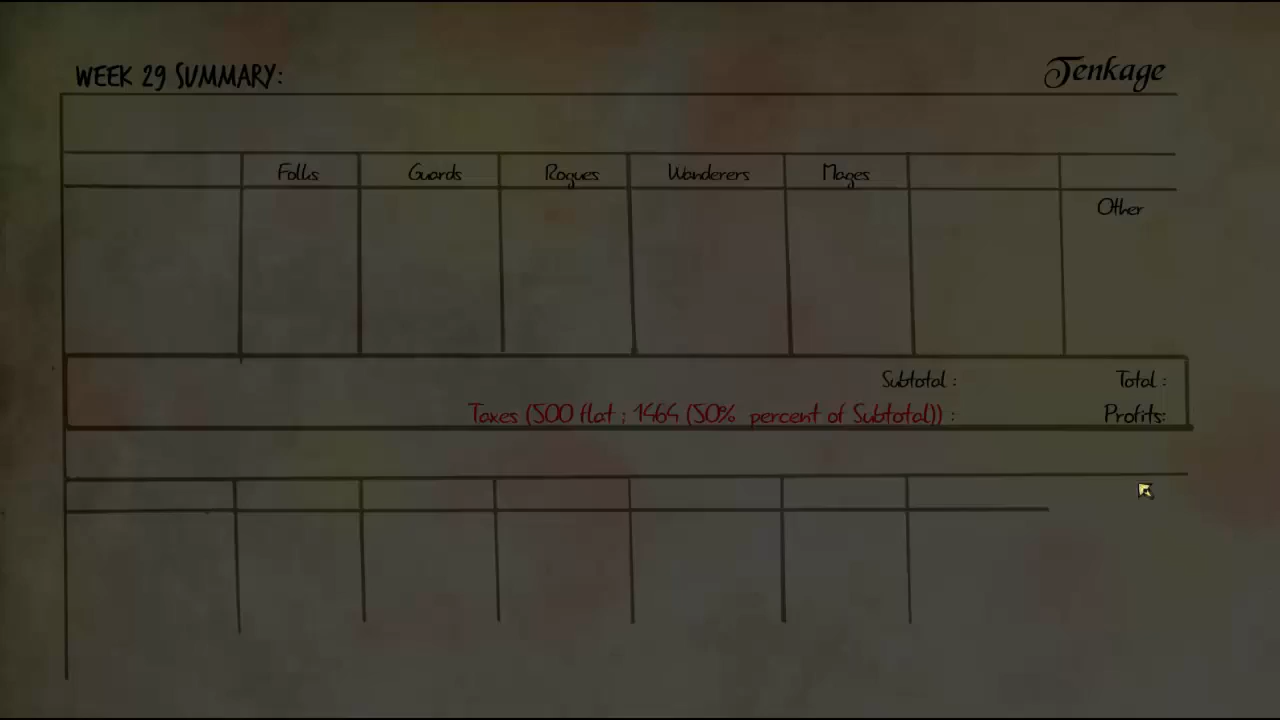 WEEK 29 SUMMARY: Tenkage
Folks Guards Rogues Wanderers Mages
Other
Subtotal : Total :
Taxes (500 flat ; 1464 (50% percent of Subtotal)) : Profits: